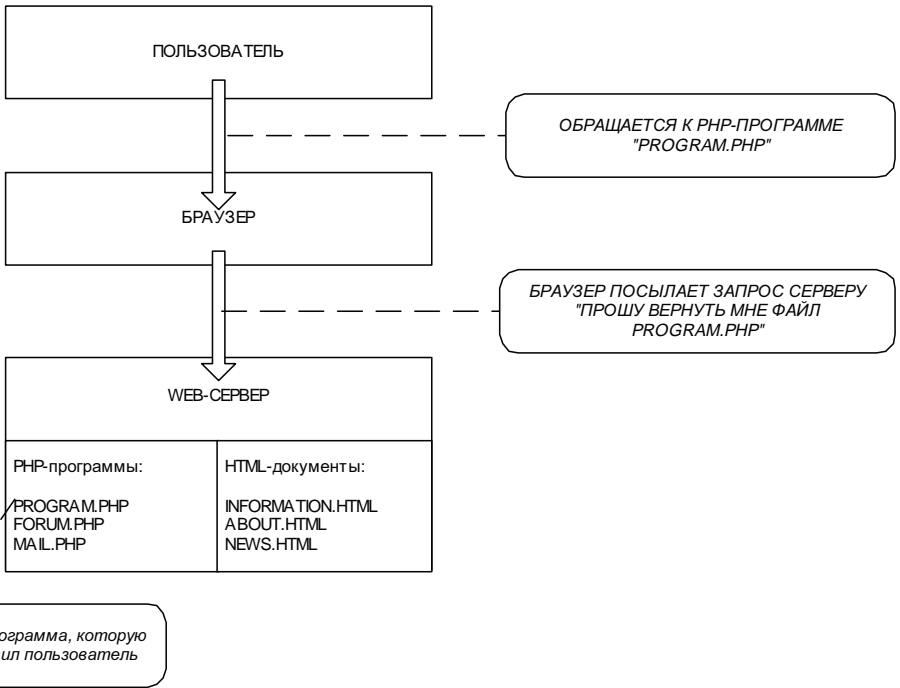 ПОЛЬЗОВАТЕЛЬ
ОБРАЩАЕТСЯ К PHP-ПРОГРАММЕ
"PROGRAM.PHP"
БРАУЗЕР
БРАУЗЕР ПОСЫЛАЕТ ЗАПРОС СЕРВЕРУ
"ПРОШУ ВЕРНУТЬ МНЕ ФАЙЛ
PROGRAM.PHP"
WEB-СЕРВЕР
PHP-программы:
PROGRAM.PHP
FORUM.PHP
MAIL.PHP
HTML-документы:
INFORMATION.HTML
ABOUT.HTML
NEWS.HTML
которую
пользователь